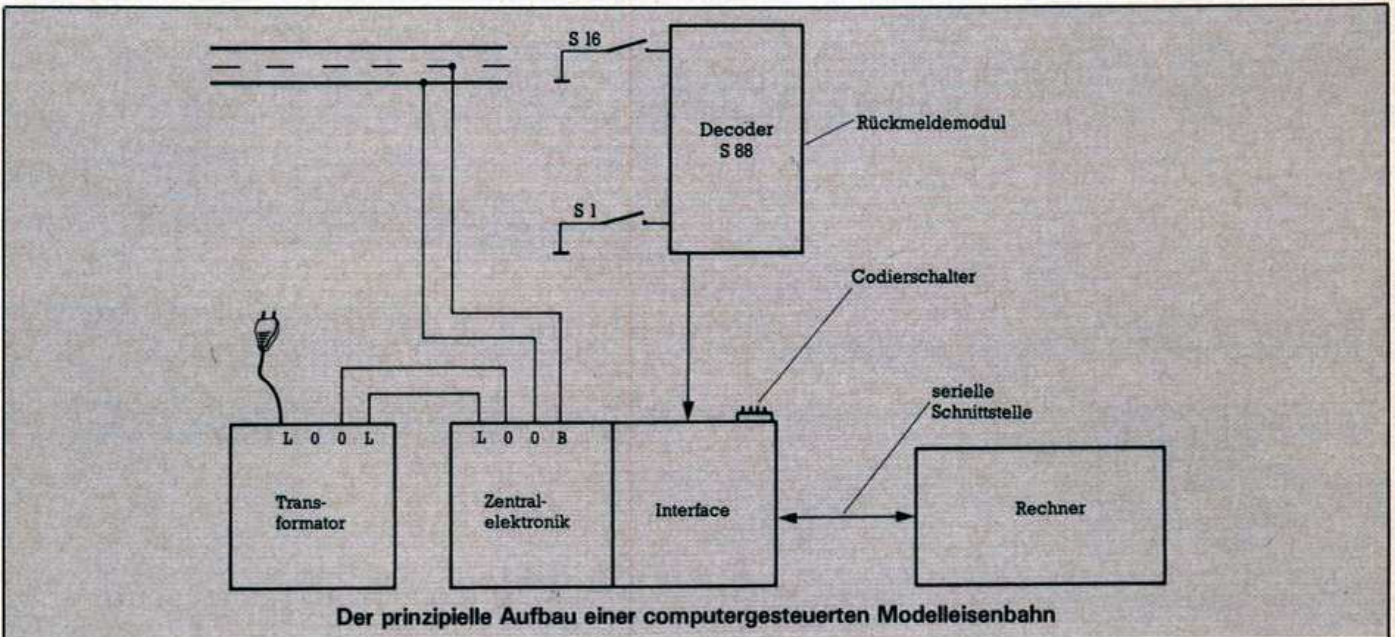 S 16
Decoder
S 88
Rückmeldemodul
S 1
Codierschalter
serielle
Schnittstelle
L 0 0 L
L 0 0 B
Trans-
formator
Zentral-
elektronik
Interface
Rechner
Der prinzipielle Aufbau einer computergesteuerten Modelleisenbahn